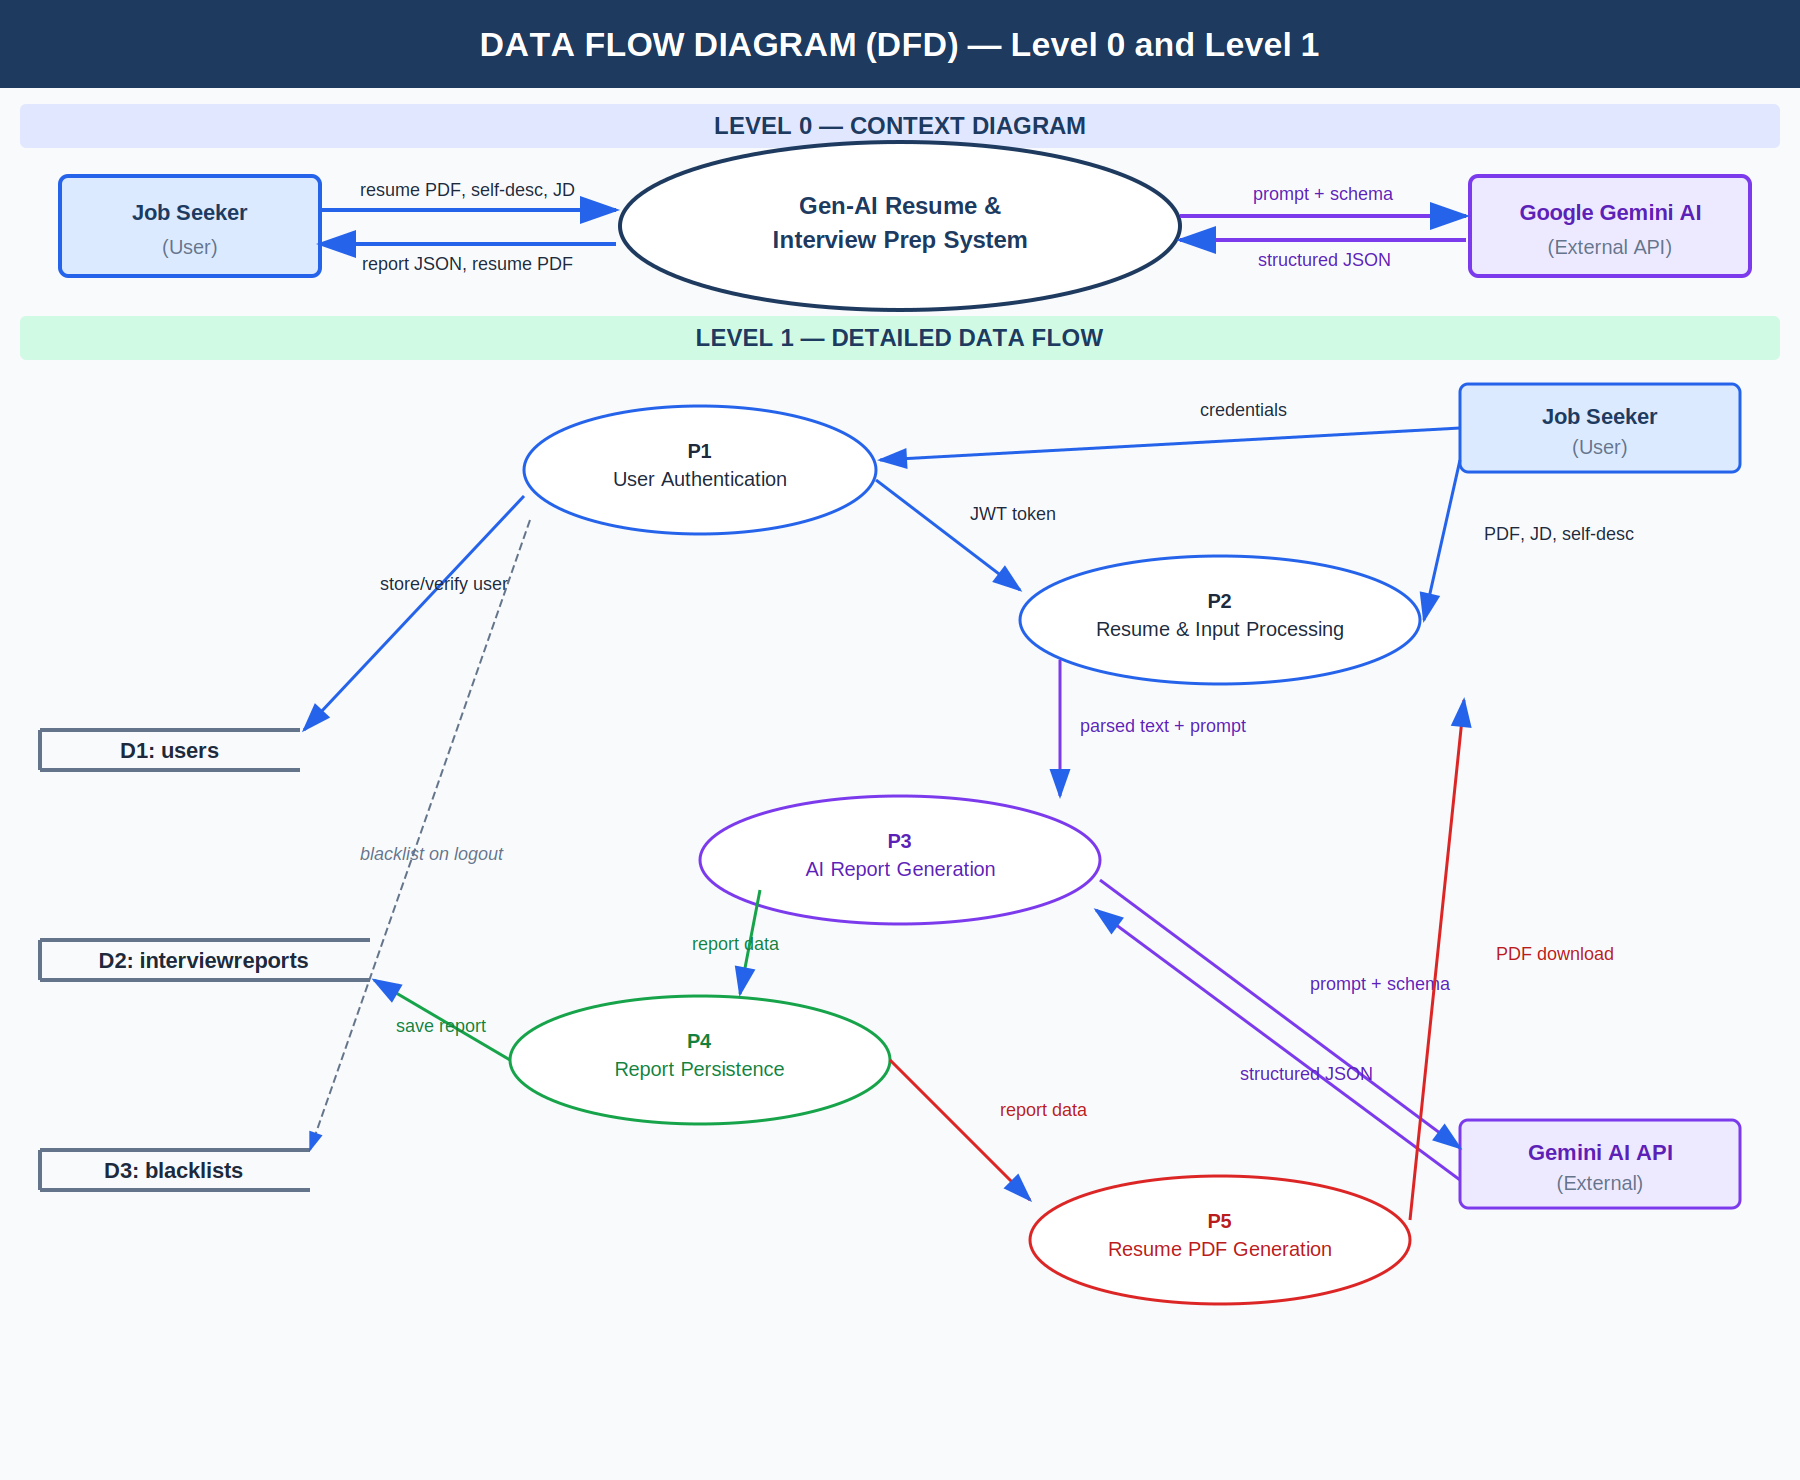 DATA FLOW DIAGRAM (DFD) — Level 0 and Level 1
LEVEL 0 — CONTEXT DIAGRAM
Job Seeker
(User)
resume PDF, self-desc, JD
report JSON, resume PDF
Gen-AI Resume &
Interview Prep System
prompt + schema
structured JSON
Google Gemini AI
(External API)
LEVEL 1 — DETAILED DATA FLOW
credentials
Job Seeker
(User)
P1
User Authentication
JWT token
PDF, JD, self-desc
store/verify user
P2
Resume & Input Processing
parsed text + prompt
D1: users
P3
AI Report Generation
blacklist on logout
report data
PDF download
D2: interviewreports
prompt + schema
save report
P4
Report Persistence
structured JSON
report data
D3: blacklists
Gemini AI API
(External)
P5
Resume PDF Generation